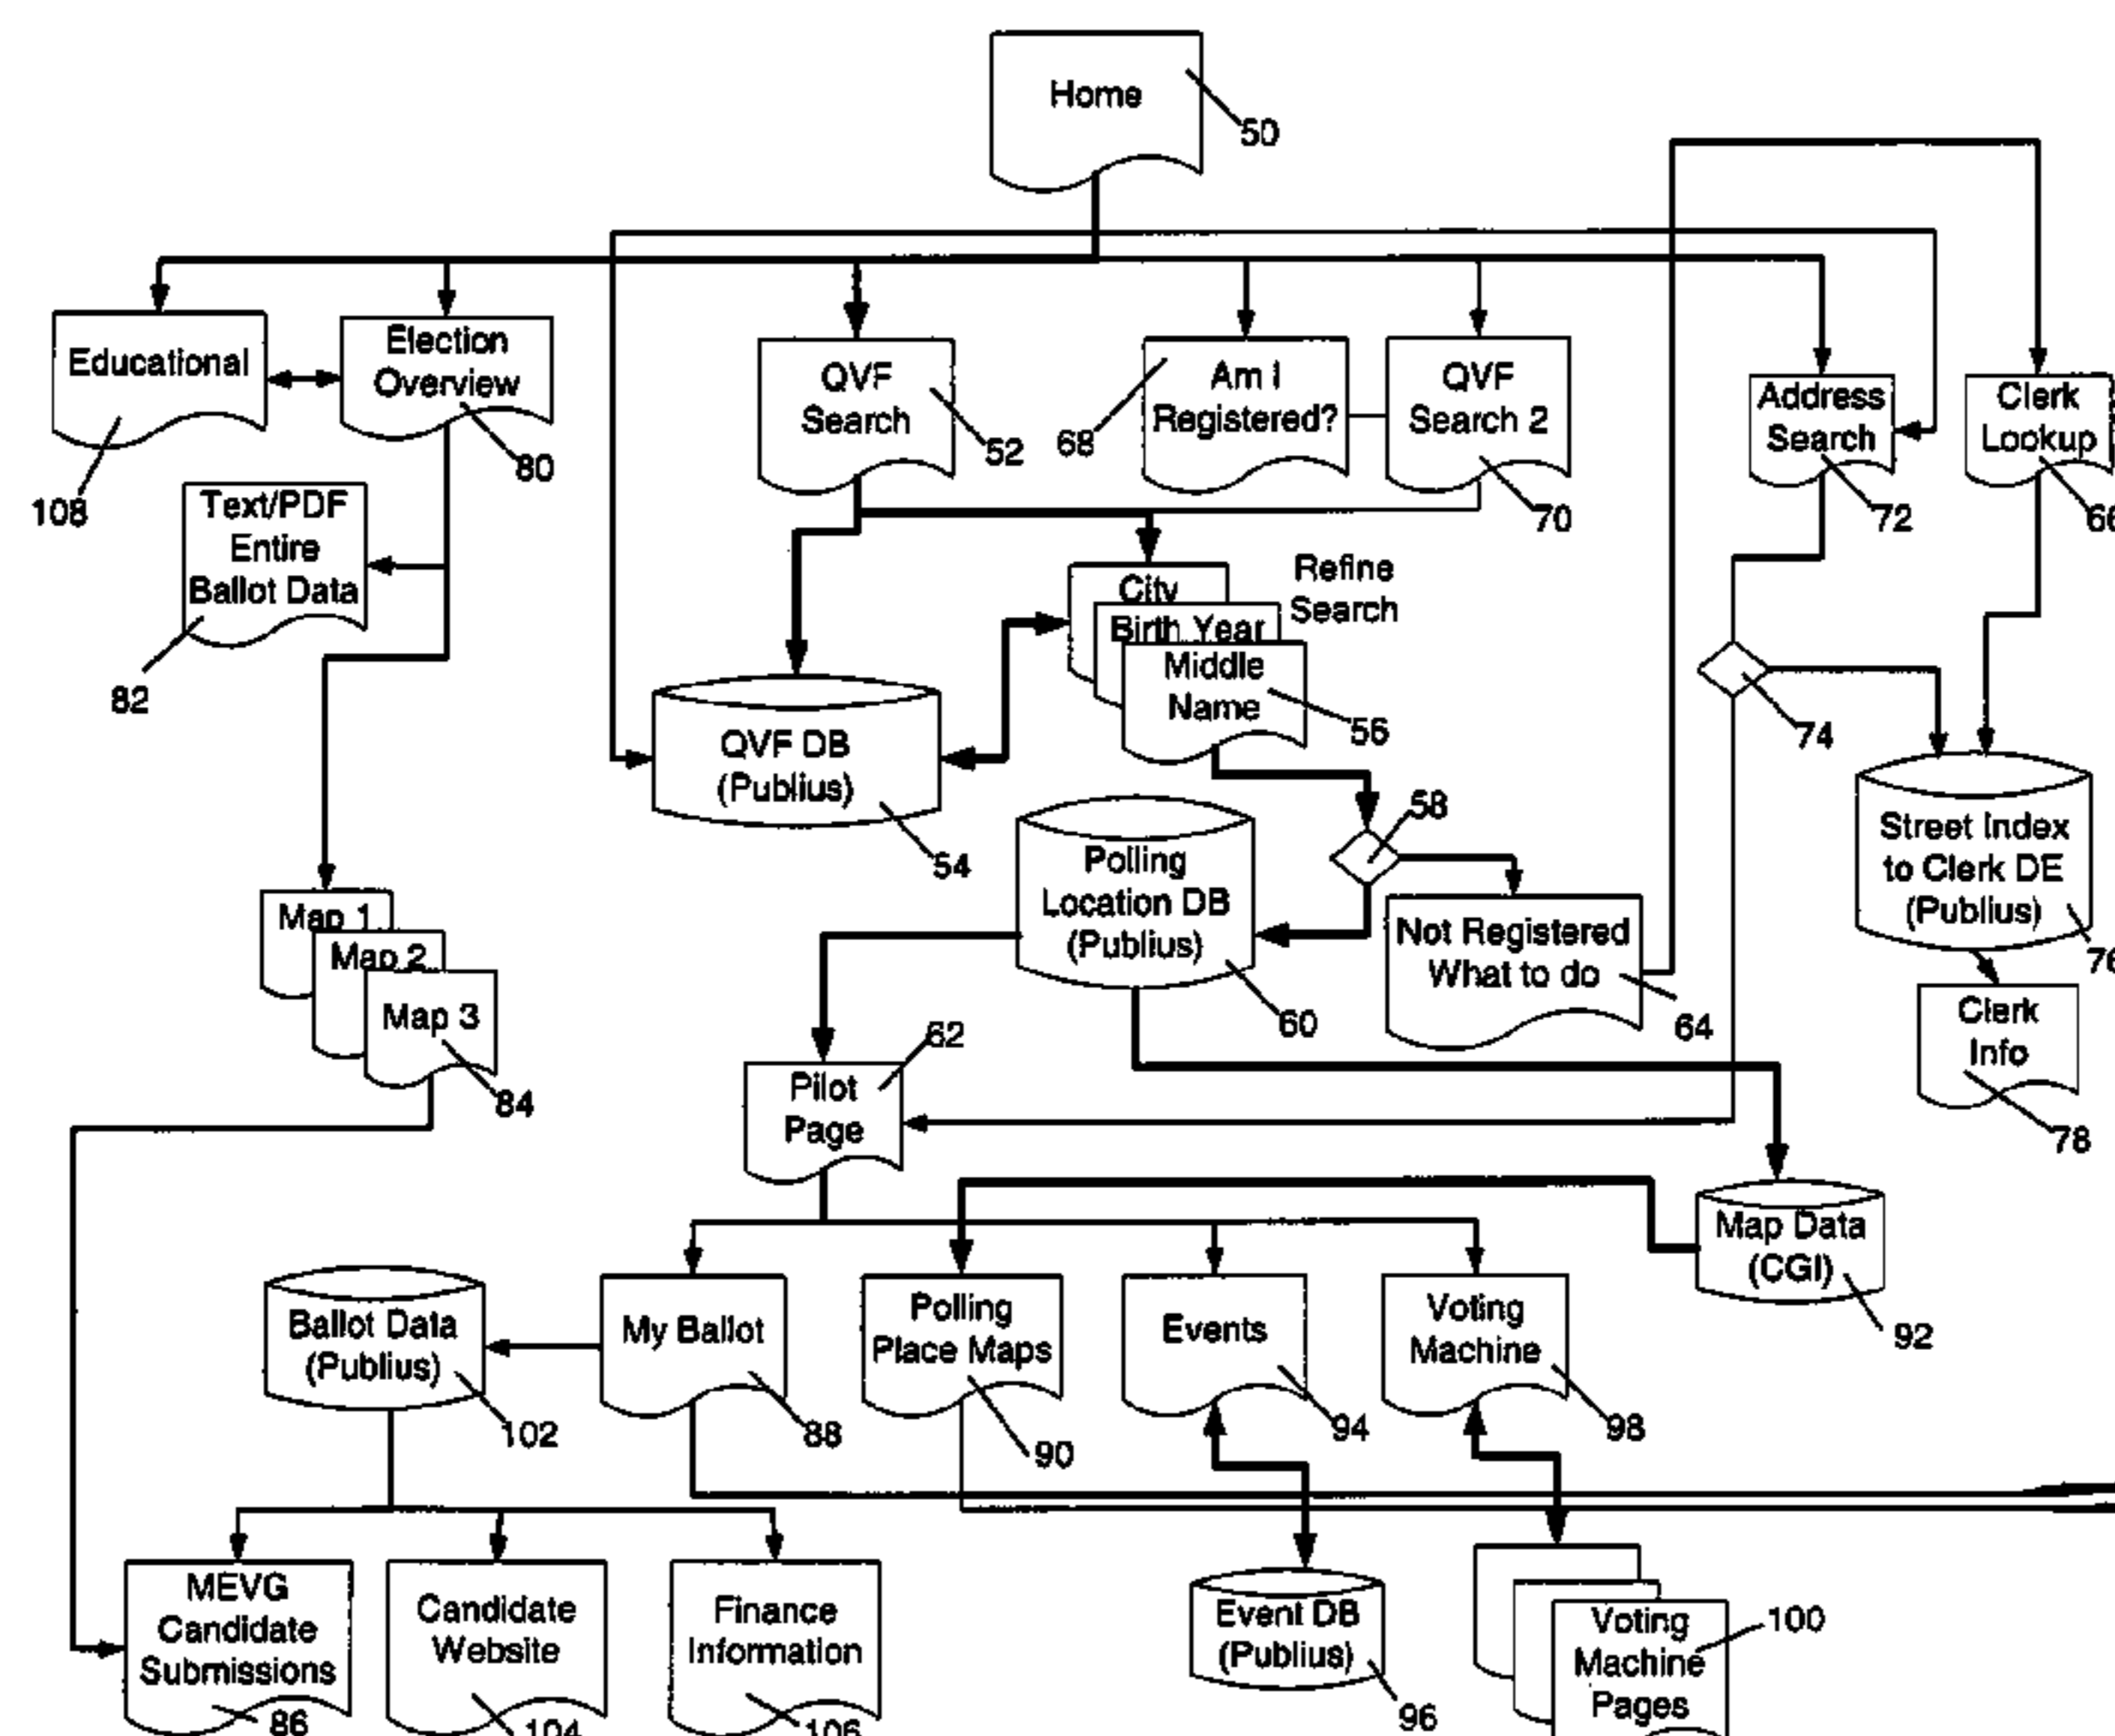 Home
50
Educational
108
Election
Overview
80
QVF
Search
52
Am I
Registered?
68
QVF
Search 2
70
Address
Search
72
Clerk
Lookup
66
Text/PDF
Entire
Ballot Data
82
City
Birth Year
Middle
Name
Refine
Search
56
74
QVF DB
(Publius)
54
58
Polling
Location DB
(Publius)
60
Not Registered
What to do
64
Street Index
to Clerk DE
(Publius)
76
Map 1
Map 2
Map 3
84
Clerk
Info
78
Pilot
Page
62
Map Data
(CGI)
92
Ballot Data
(Publius)
102
My Ballot
88
Polling
Place Maps
90
Events
94
Voting
Machine
98
MEVG
Candidate
Submissions
86
Candidate
Website
104
Finance
Information
106
Event DB
(Publius)
96
Voting
Machine
Pages
100